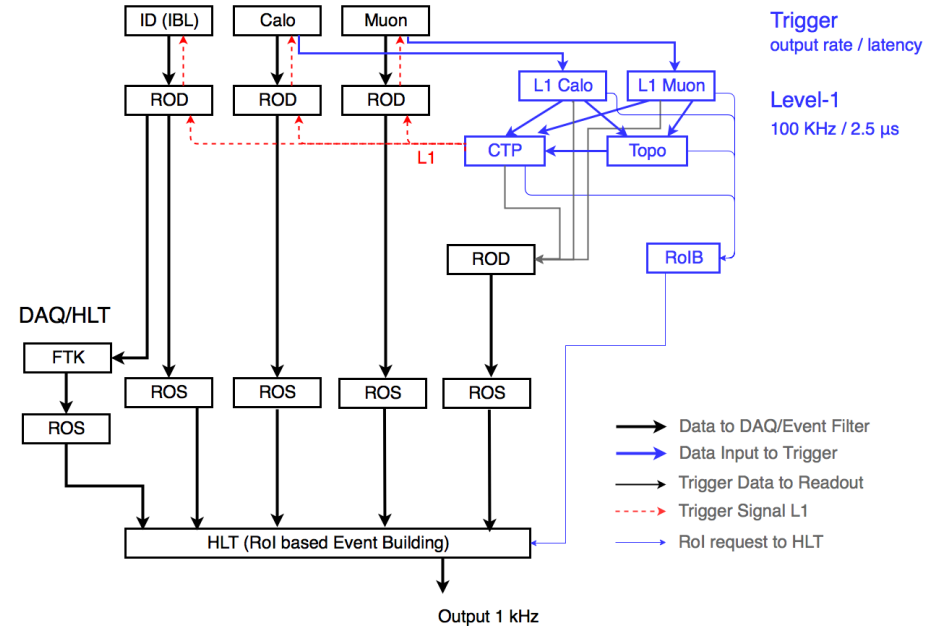 ID (IBL)
Calo
Muon
Trigger
output rate / latency
L1 Calo
L1 Muon
ROD
ROD
ROD
Level-1
100 KHz / 2.5 µs
CTP
Topo
L1
ROD
RoIB
DAQ/HLT
FTK
ROS
ROS
ROS
ROS
ROS
Data to DAQ/Event Filter
Data Input to Trigger
Trigger Data to Readout
Trigger Signal L1
RoI request to HLT
HLT (RoI based Event Building)
Output 1 kHz